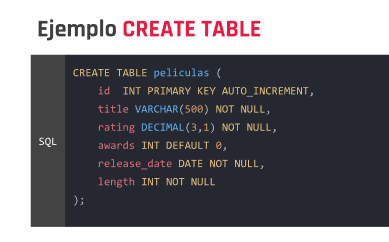 Ejemplo CREATE TABLE
SQL
CREATE TABLE peliculas (
id  INT PRIMARY KEY AUTO_INCREMENT,
title VARCHAR(500) NOT NULL,
rating DECIMAL(3,1) NOT NULL,
awards INT DEFAULT 0,
release_date DATE NOT NULL,
length INT NOT NULL
);